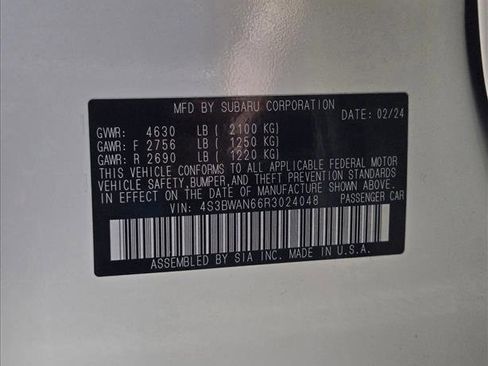 MFD BY SUBARU CORPORATION
DATE: 02/24
GVWR: 4630 LB ( 2100 KG)
GAWR: F 2756 LB ( 1250 KG)
GAWR: R 2690 LB ( 1220 KG)
THIS VEHICLE CONFORMS TO ALL APPLICABLE FEDERAL MOTOR
VEHICLE SAFETY,BUMPER,AND THEFT PREVENTION STANDARDS
IN EFFECT ON THE DATE OF MANUFACTURE SHOWN ABOVE.
VIN: 4S3BWAN66R3024048 PASSENGER CAR
ASSEMBLED BY SIA INC. MADE IN U.S.A.